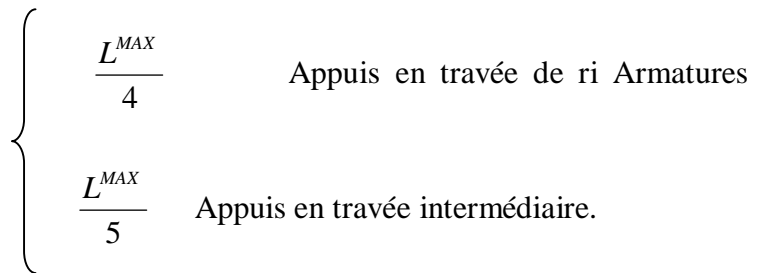 L^MAX / 4 Appuis en travée de ri Armatures
L^MAX / 5 Appuis en travée intermédiaire.